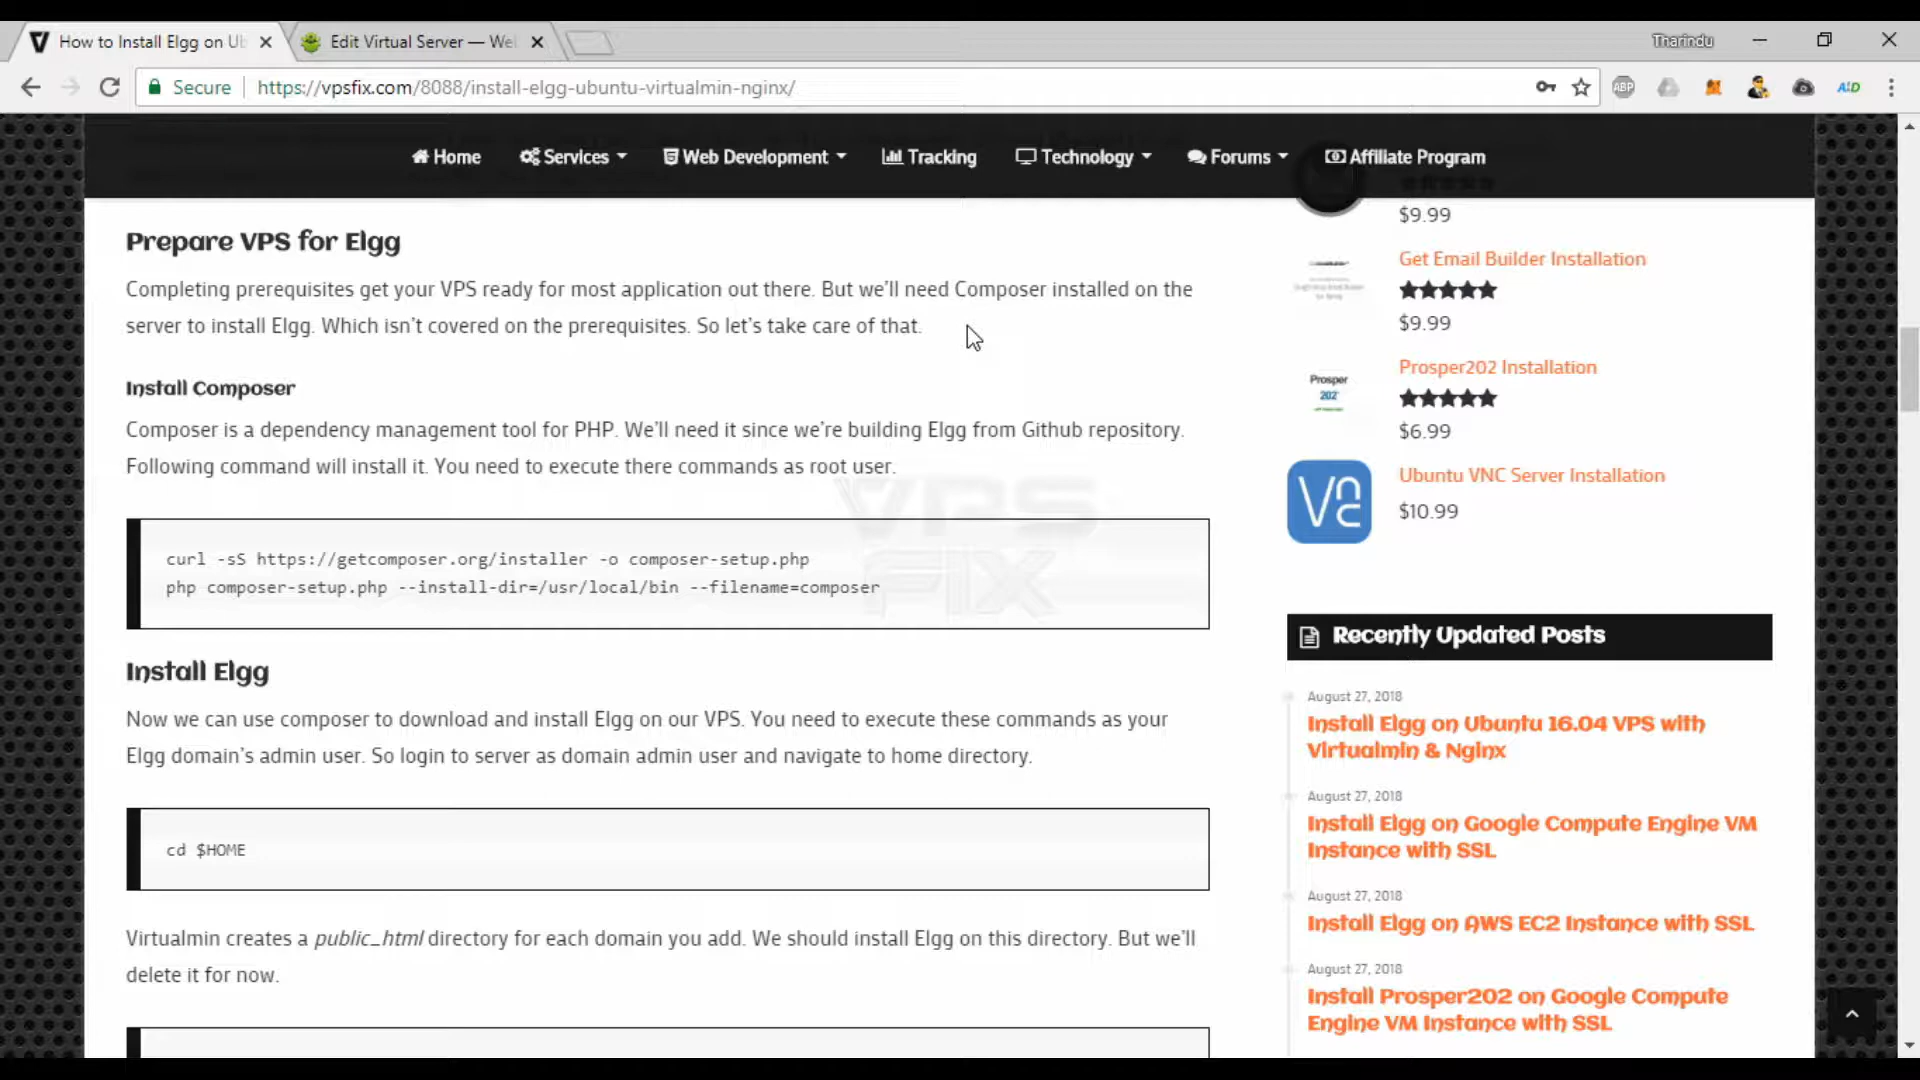 How to Install Elgg on Ub
Edit Virtual Server — We
Tharindu
Secure
https://vpsfix.com/8088/install-elgg-ubuntu-virtualmin-nginx/
ABP
Home
Services
Web Development
Tracking
Technology
Forums
Affiliate Program
Prepare VPS for Elgg
Completing prerequisites get your VPS ready for most application out there. But we'll need Composer installed on the
server to install Elgg. Which isn't covered on the prerequisites. So let's take care of that.
Install Composer
Composer is a dependency management tool for PHP. We'll need it since we're building Elgg from Github repository.
Following command will install it. You need to execute there commands as root user.
VPS
FIX
curl -sS https://getcomposer.org/installer -o composer-setup.php
php composer-setup.php --install-dir=/usr/local/bin --filename=composer
Install Elgg
Now we can use composer to download and install Elgg on our VPS. You need to execute these commands as your
Elgg domain's admin user. So login to server as domain admin user and navigate to home directory.
cd $HOME
Virtualmin creates a public_html directory for each domain you add. We should install Elgg on this directory. But we'll
delete it for now.
$9.99
Get Email Builder Installation
$9.99
Prosper
202
Prosper202 Installation
$6.99
Ubuntu VNC Server Installation
$10.99
Recently Updated Posts
August 27, 2018
Install Elgg on Ubuntu 16.04 VPS with
Virtualmin & Nginx
August 27, 2018
Install Elgg on Google Compute Engine VM
Instance with SSL
August 27, 2018
Install Elgg on AWS EC2 Instance with SSL
August 27, 2018
Install Prosper202 on Google Compute
Engine VM Instance with SSL